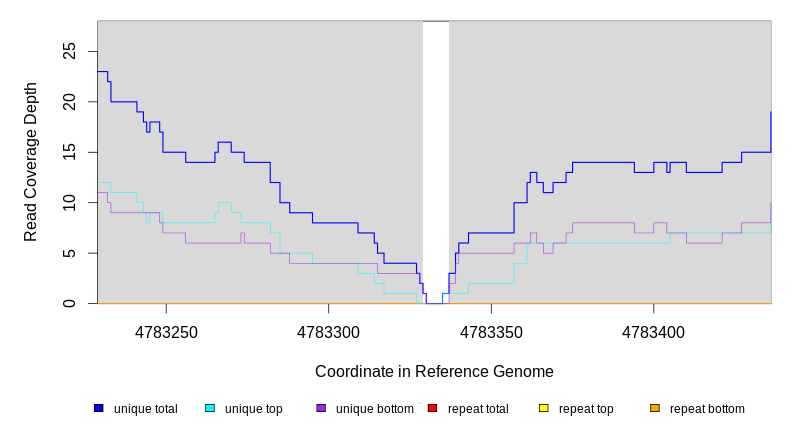 Read Coverage Depth
25
20
15
10
5
0
4783250 4783300 4783350 4783400
Coordinate in Reference Genome
unique total unique top unique bottom repeat total repeat top repeat bottom